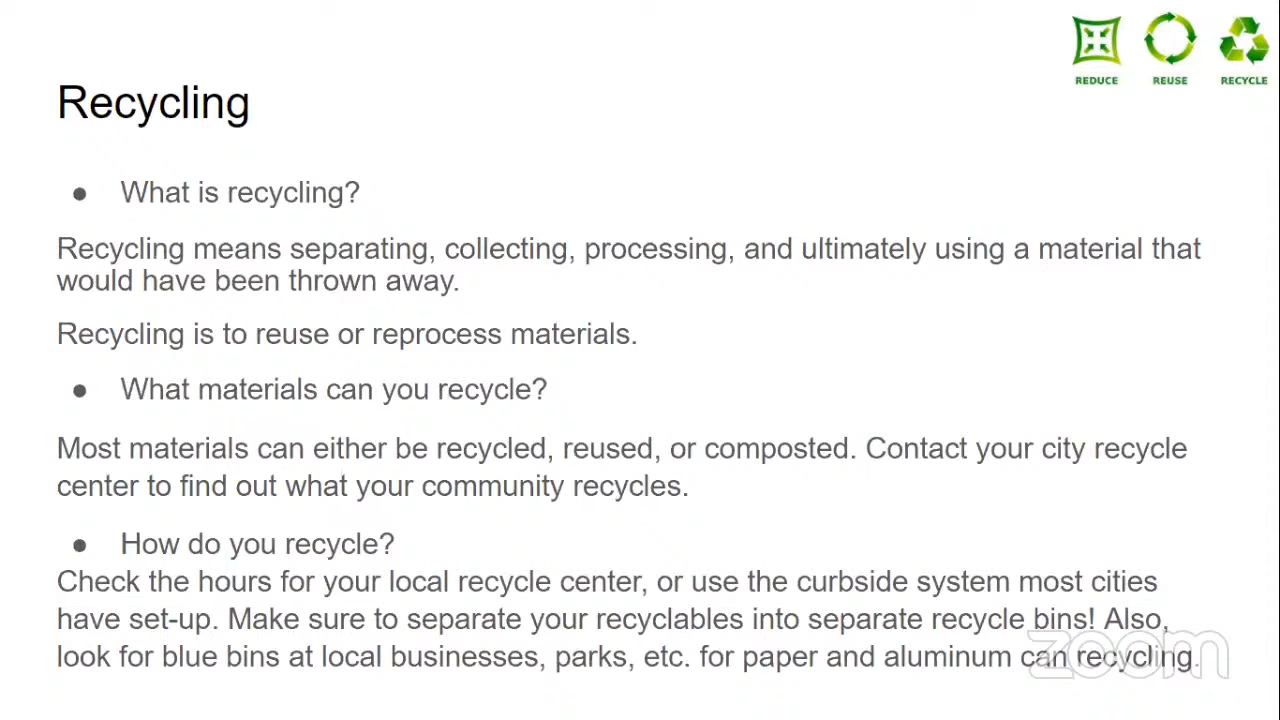 REDUCE REUSE RECYCLE
Recycling
● What is recycling?
Recycling means separating, collecting, processing, and ultimately using a material that
would have been thrown away.
Recycling is to reuse or reprocess materials.
● What materials can you recycle?
Most materials can either be recycled, reused, or composted. Contact your city recycle
center to find out what your community recycles.
● How do you recycle?
Check the hours for your local recycle center, or use the curbside system most cities
have set-up. Make sure to separate your recyclables into separate recycle bins! Also,
look for blue bins at local businesses, parks, etc. for paper and aluminum can recycling.
zoom